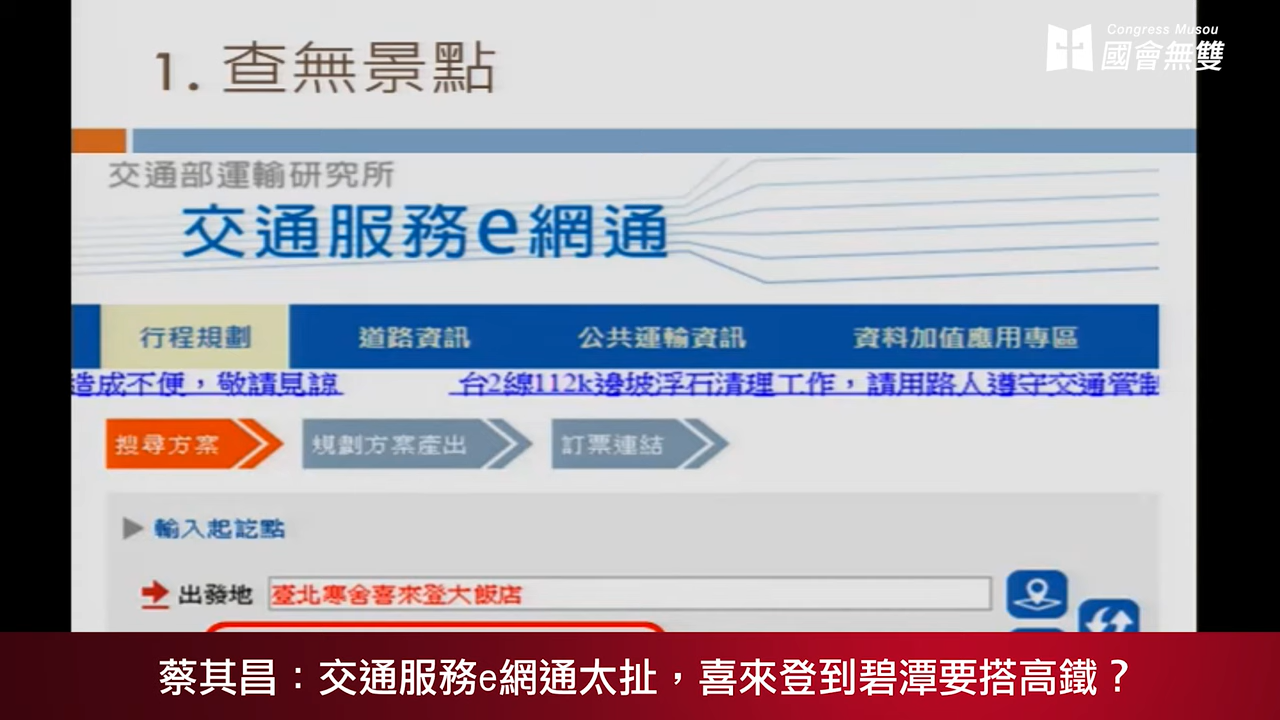 1. 查無景點
Congress Musou
國會無雙
交通部運輸研究所
交通服務e網通
行程規劃 道路資訊 公共運輸資訊 資料加值應用專區
造成不便，敬請見諒 台2線112k邊坡浮石清理工作，請用路人遵守交通管制
搜尋方案 規劃方案產出 訂票連結
輸入起訖點
出發地 臺北寒舍喜來登大飯店
蔡其昌：交通服務e網通太扯，喜來登到碧潭要搭高鐵？